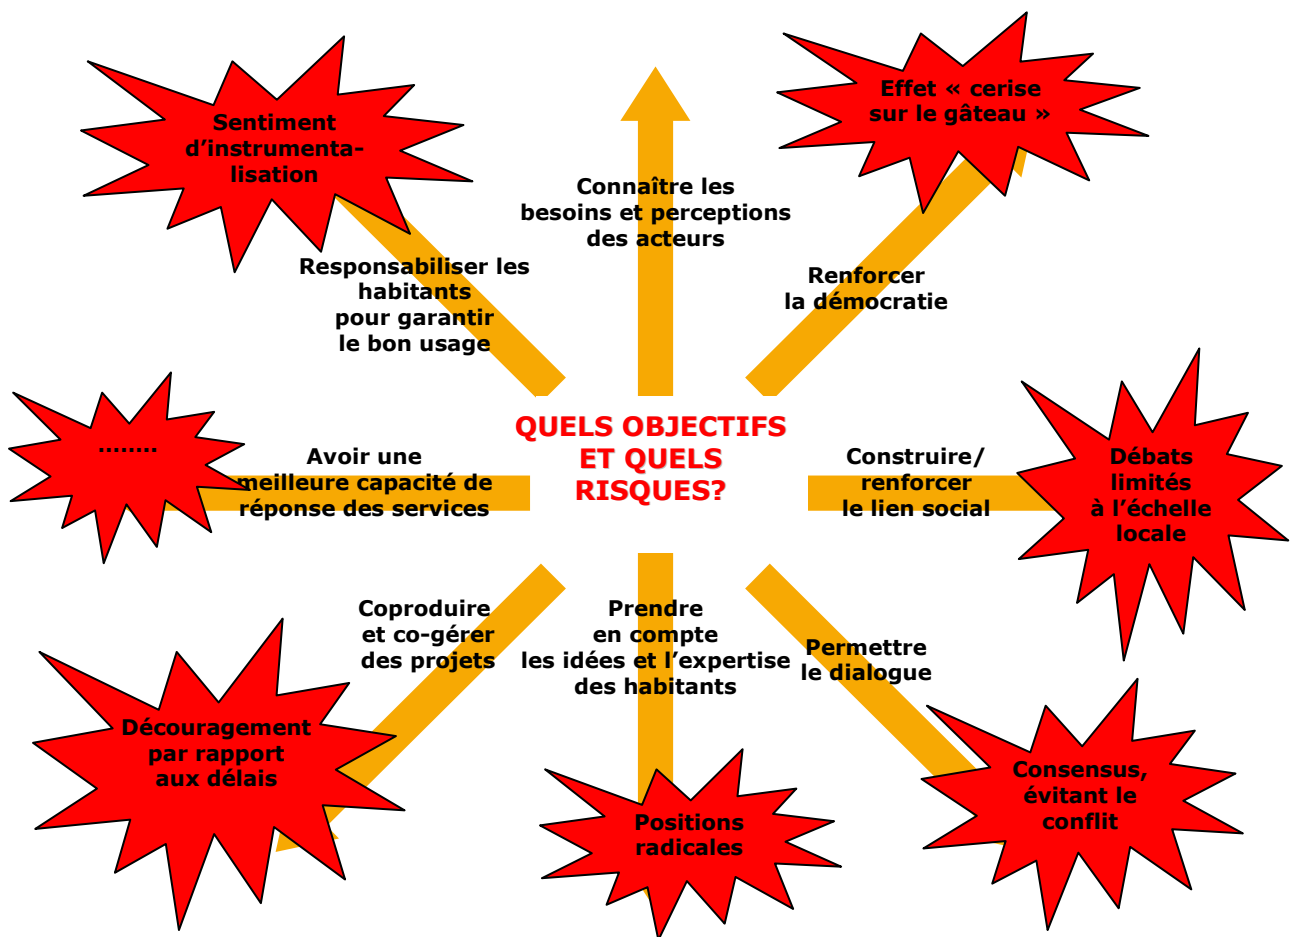 Effet « cerise
sur le gâteau »
Sentiment
d’instrumenta-
lisation
Connaître les
besoins et perceptions
des acteurs
Responsabiliser les
habitants
pour garantir
le bon usage
Renforcer
la démocratie
QUELS OBJECTIFS
ET QUELS
RISQUES?
........
Avoir une
meilleure capacité de
réponse des services
Construire/
renforcer
le lien social
Débats
limités
à l’échelle
locale
Coproduire
et co-gérer
des projets
Prendre
en compte
les idées et l’expertise
des habitants
Permettre
le dialogue
Découragement
par rapport
aux délais
Positions
radicales
Consensus,
évitant le
conflit